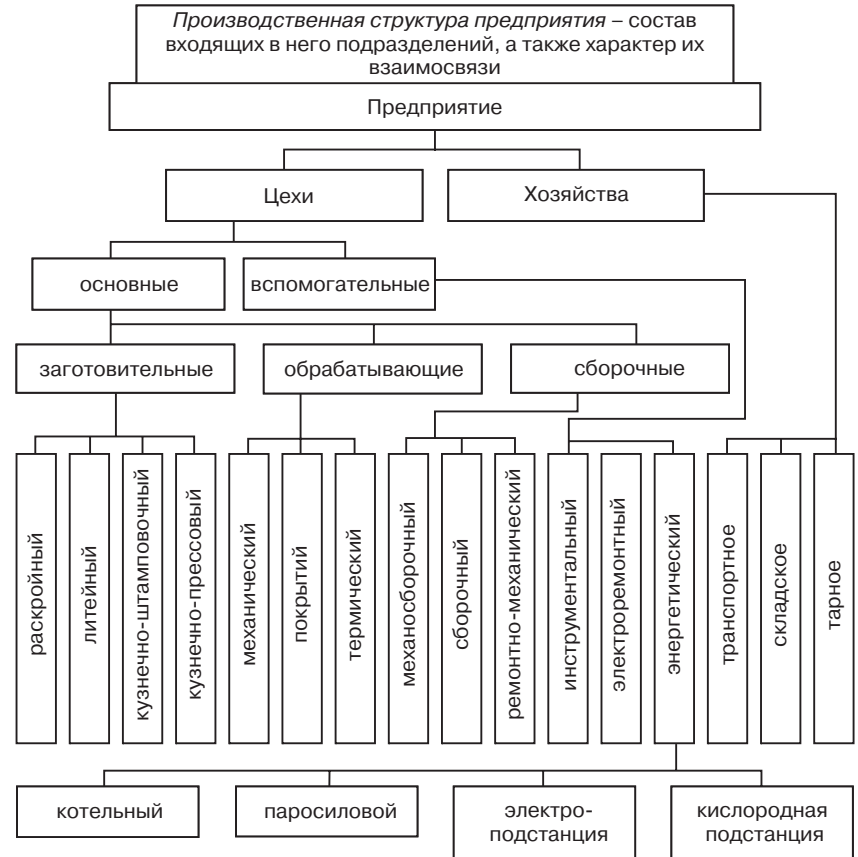 Производственная структура предприятия – состав
входящих в него подразделений, а также характер их
взаимосвязи
Предприятие
Цехи
Хозяйства
основные
вспомогательные
заготовительные
обрабатывающие
сборочные
раскройный
литейный
кузнечно-штамповочный
кузнечно-прессовый
механический
покрытий
термический
механосборочный
сборочный
ремонтно-механический
инструментальный
электроремонтный
энергетический
транспортное
складское
тарное
котельный
паросиловой
электро-
подстанция
кислородная
подстанция